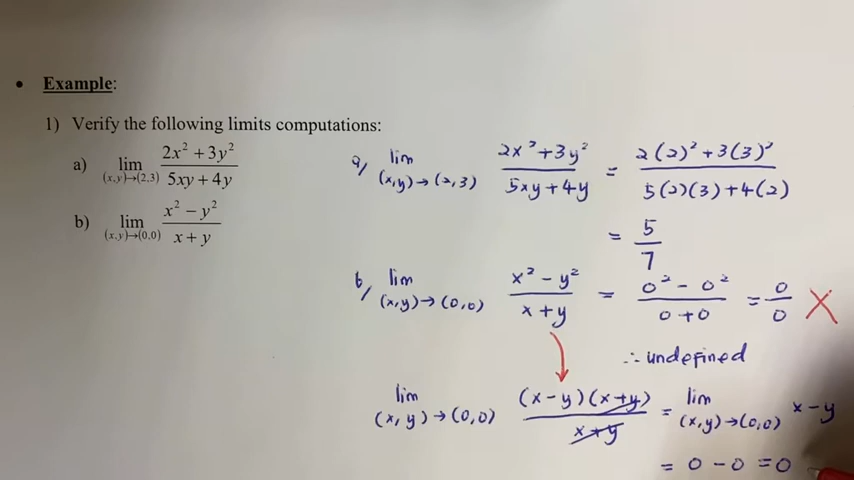 • Example:
1) Verify the following limits computations:
a) lim (x,y)→(2,3) (2x² + 3y²)/(5xy + 4y)
b) lim (x,y)→(0,0) (x² − y²)/(x + y)
a) lim (x,y)→(2,3) (2x² + 3y²)/(5xy + 4y) = (2(2)² + 3(3)²)/(5(2)(3) + 4(2))
= 5/7
b) lim (x,y)→(0,0) (x² − y²)/(x + y) = (0² − 0²)/(0 + 0) = 0/0 X
∴ undefined
lim (x,y)→(0,0) ((x−y)(x+y))/(x+y) = lim (x,y)→(0,0) x − y
= 0 − 0 = 0